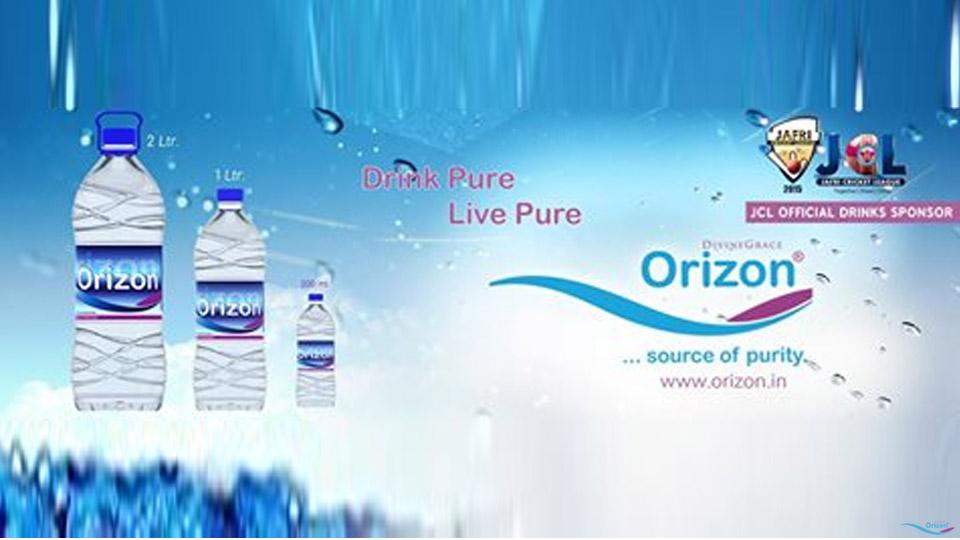 2 Ltr.
1 Ltr.
Drink Pure
Live Pure
JAFRI
2015
JCL
JAFRI CRICKET LEAGUE
JCL OFFICIAL DRINKS SPONSOR
DIVINEGRACE
Orizon®
... source of purity.
www.orizon.in
Orizon
Orizon
Orizon
Orizon